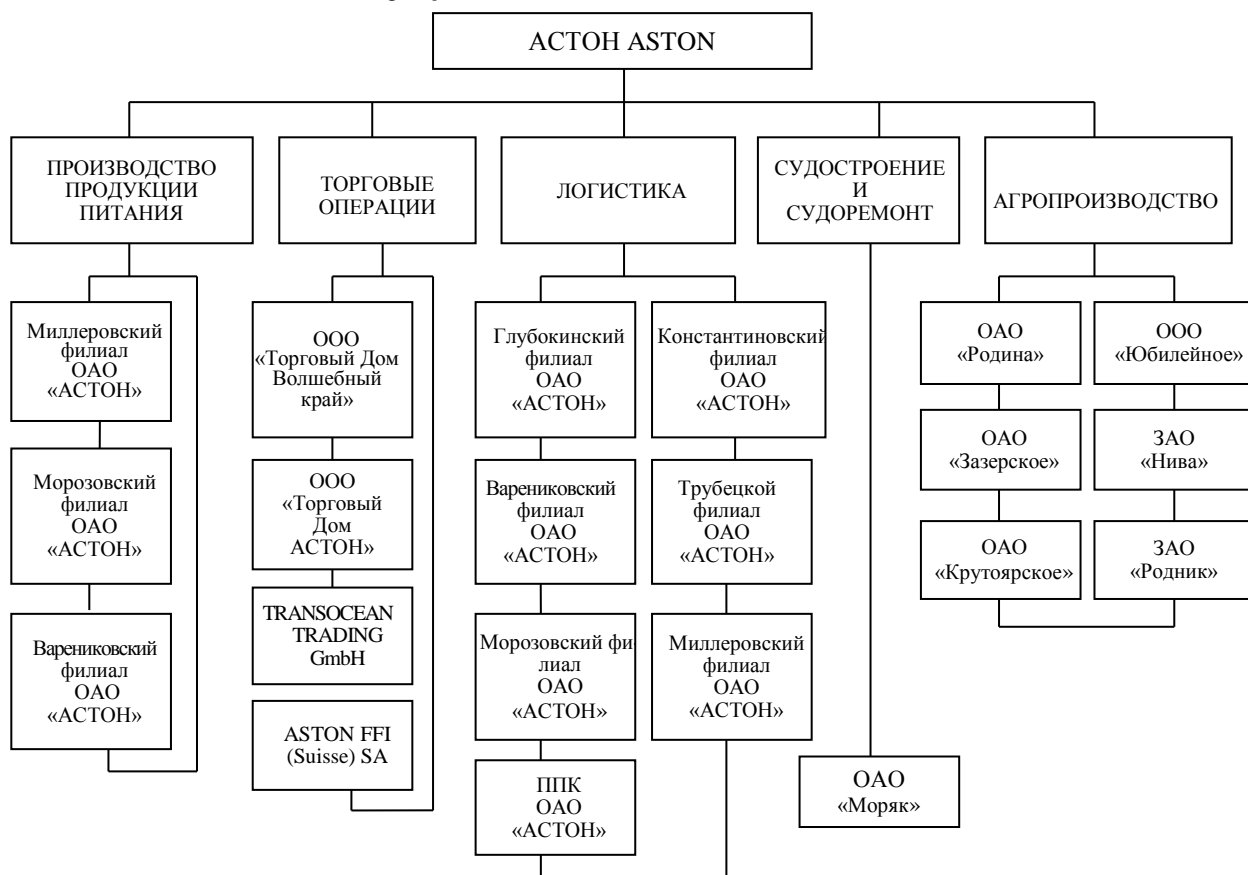 АСТОН ASTON
ПРОИЗВОДСТВО
ПРОДУКЦИИ
ПИТАНИЯ
ТОРГОВЫЕ
ОПЕРАЦИИ
ЛОГИСТИКА
СУДОСТРОЕНИЕ
И
СУДОРЕМОНТ
АГРОПРОИЗВОДСТВО
Миллеровский
филиал
ОАО
«АСТОН»
Морозовский
филиал
ОАО
«АСТОН»
Варениковский
филиал
ОАО
«АСТОН»
ООО
«Торговый Дом
Волшебный
край»
ООО
«Торговый
Дом
АСТОН»
TRANSOCEAN
TRADING
GmbH
ASTON FFI
(Suisse) SA
Глубокинский
филиал
ОАО
«АСТОН»
Варениковский
филиал
ОАО
«АСТОН»
Морозовский фи-
лиал
ОАО
«АСТОН»
ППК
ОАО
«АСТОН»
Константиновский
филиал
ОАО
«АСТОН»
Трубецкой
филиал
ОАО
«АСТОН»
Миллеровский
филиал
ОАО
«АСТОН»
ОАО
«Моряк»
ОАО
«Родина»
ОАО
«Зазерское»
ОАО
«Крутоярское»
ООО
«Юбилейное»
ЗАО
«Нива»
ЗАО
«Родник»